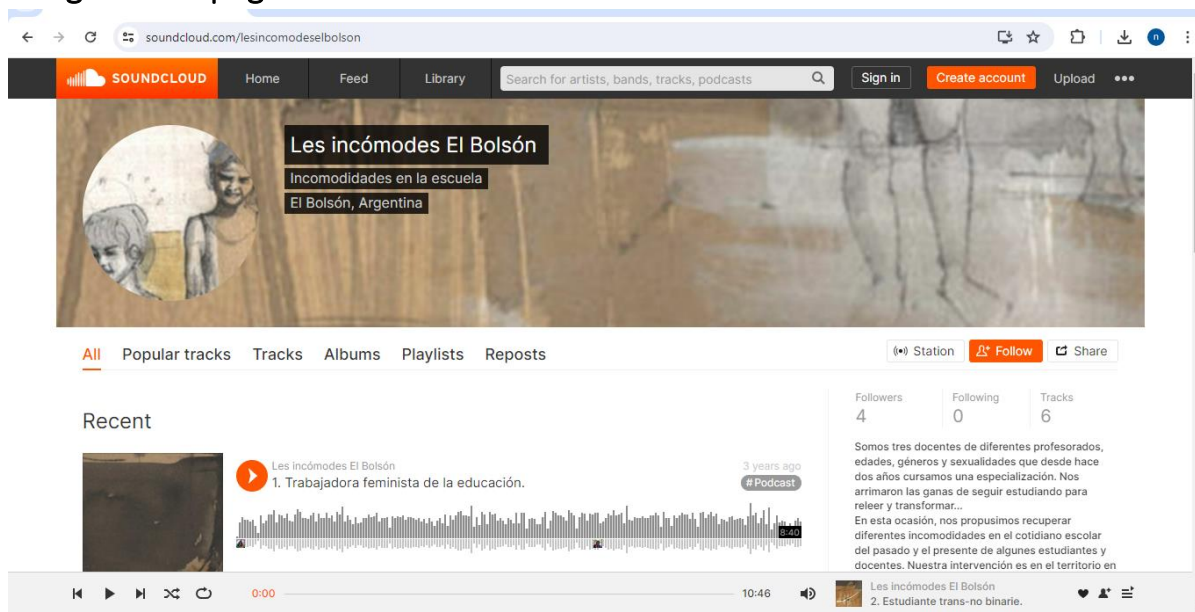 soundcloud.com/lesincomodeselbolson
n
SOUNDCLOUD Home Feed Library Search for artists, bands, tracks, podcasts Sign in Create account Upload
Les incómodes El Bolsón
Incomodidades en la escuela
El Bolsón, Argentina
All Popular tracks Tracks Albums Playlists Reposts Station Follow Share
Recent
Les incómodes El Bolsón 3 years ago
1. Trabajadora feminista de la educación. #Podcast
8:40
Followers Following Tracks
4 0 6
Somos tres docentes de diferentes profesorados,
edades, géneros y sexualidades que desde hace
dos años cursamos una especialización. Nos
arrimaron las ganas de seguir estudiando para
releer y transformar...
En esta ocasión, nos propusimos recuperar
diferentes incomodidades en el cotidiano escolar
del pasado y el presente de algunes estudiantes y
docentes. Nuestra intervención es en el territorio en
0:00 10:46
Les incómodes El Bolsón
2. Estudiante trans-no binarie.